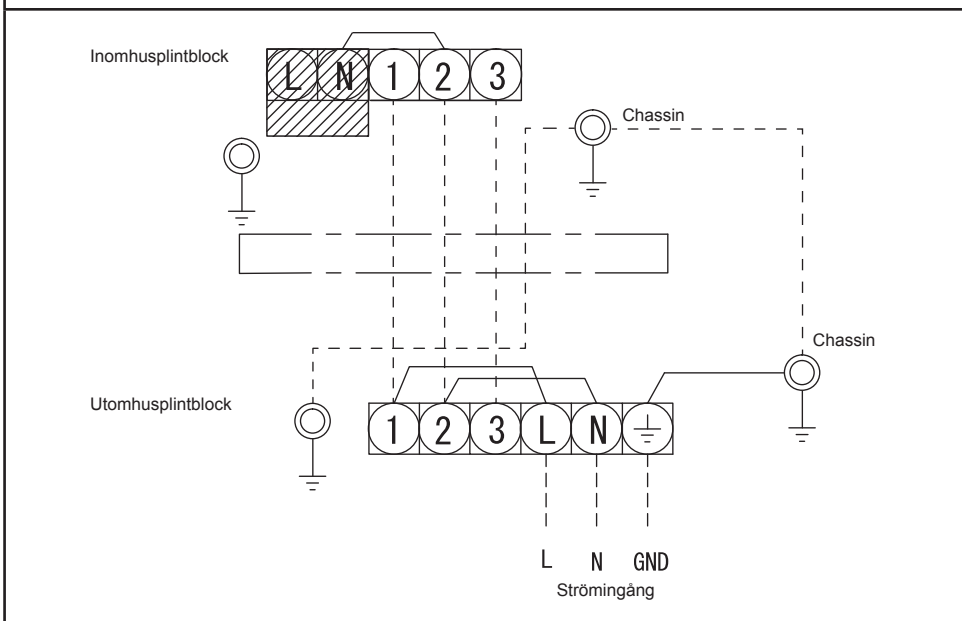 Inomhusplintblock
L N 1 2 3
Chassin
Chassin
Utomhusplintblock
1 2 3 L N
L N GND
Strömingång